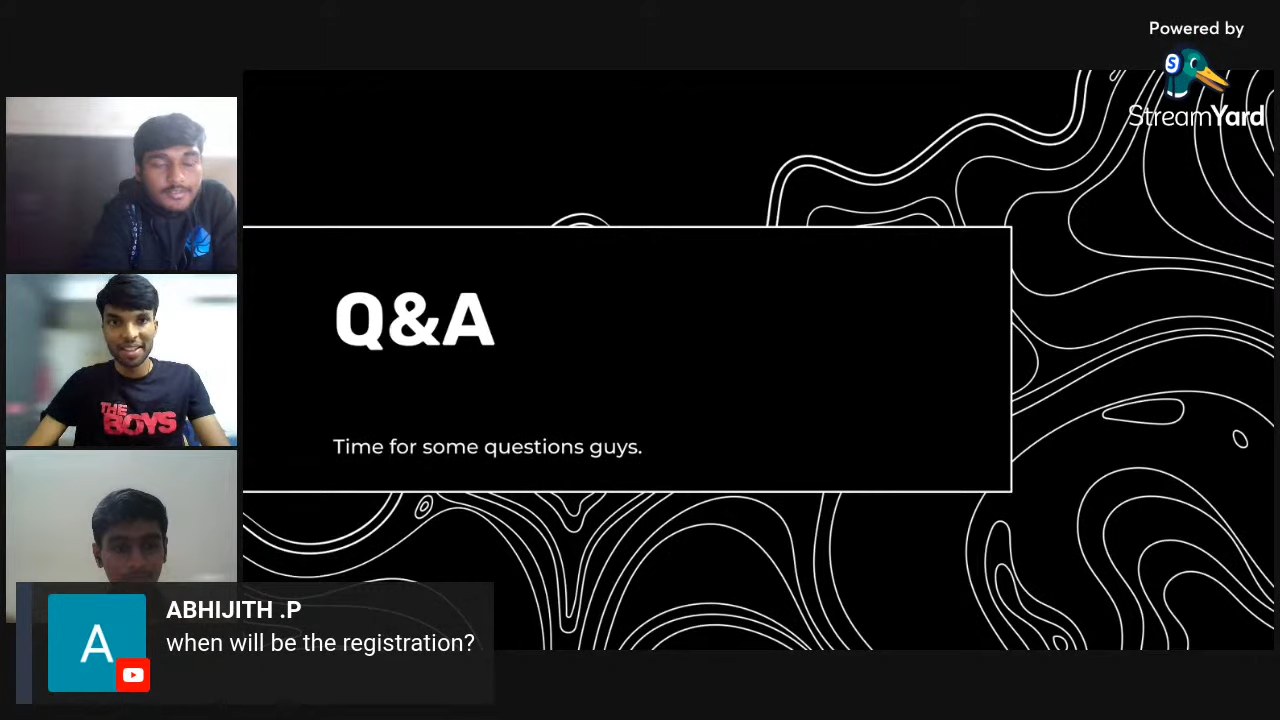 Powered by
S
StreamYard
Q&A
THE
BOYS
Time for some questions guys.
A
ABHIJITH .P
when will be the registration?